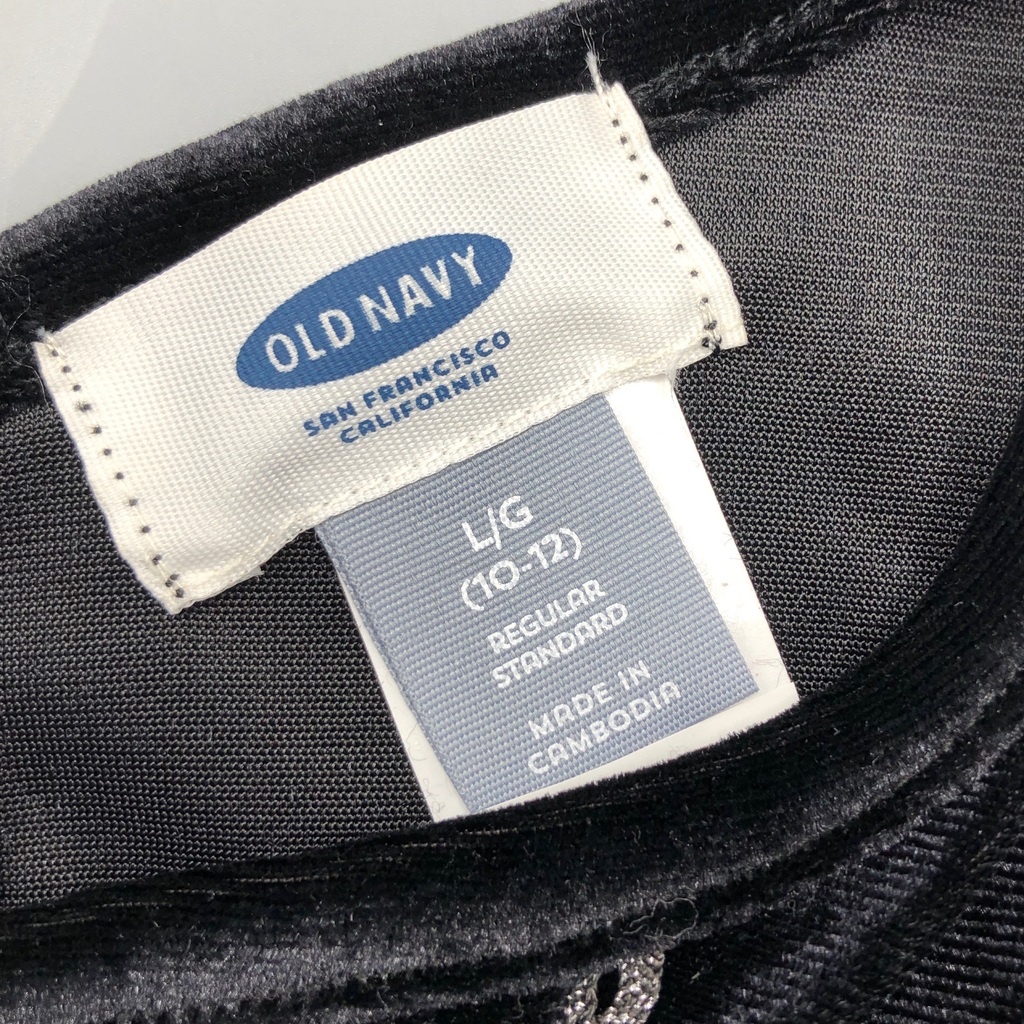 OLD NAVY
SAN FRANCISCO
CALIFORNIA
L/G
(10-12)
REGULAR
STANDARD
MADE IN
CAMBODIA